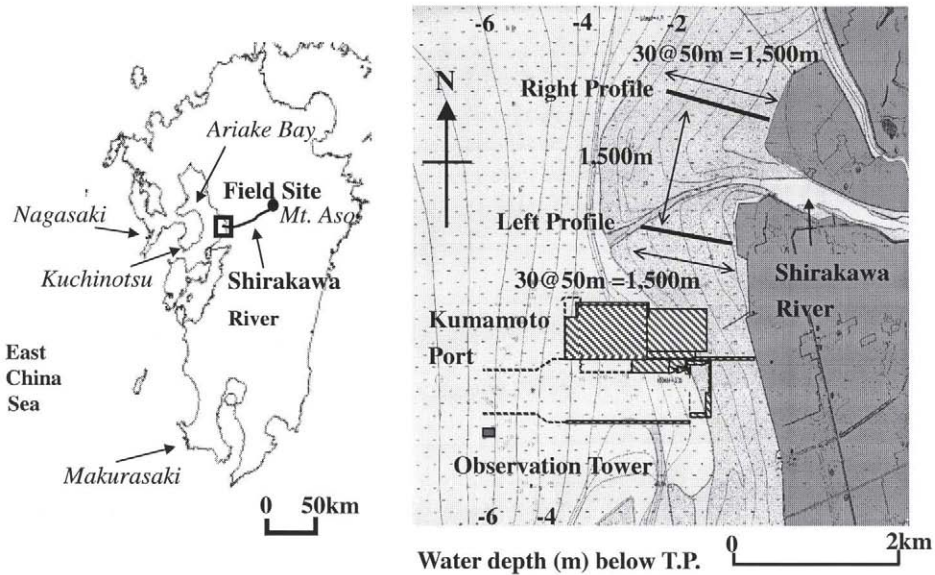 Ariake Bay
Field Site
Mt. Aso
Nagasaki
Kuchinotsu
Shirakawa
River
East
China
Sea
Makurasaki
0 50km
-6 -4 -2
30@50m =1,500m
N
Right Profile
1,500m
Left Profile
30@50m =1,500m
Shirakawa
River
Kumamoto
Port
Observation Tower
-6 -4
Water depth (m) below T.P.
0 2km